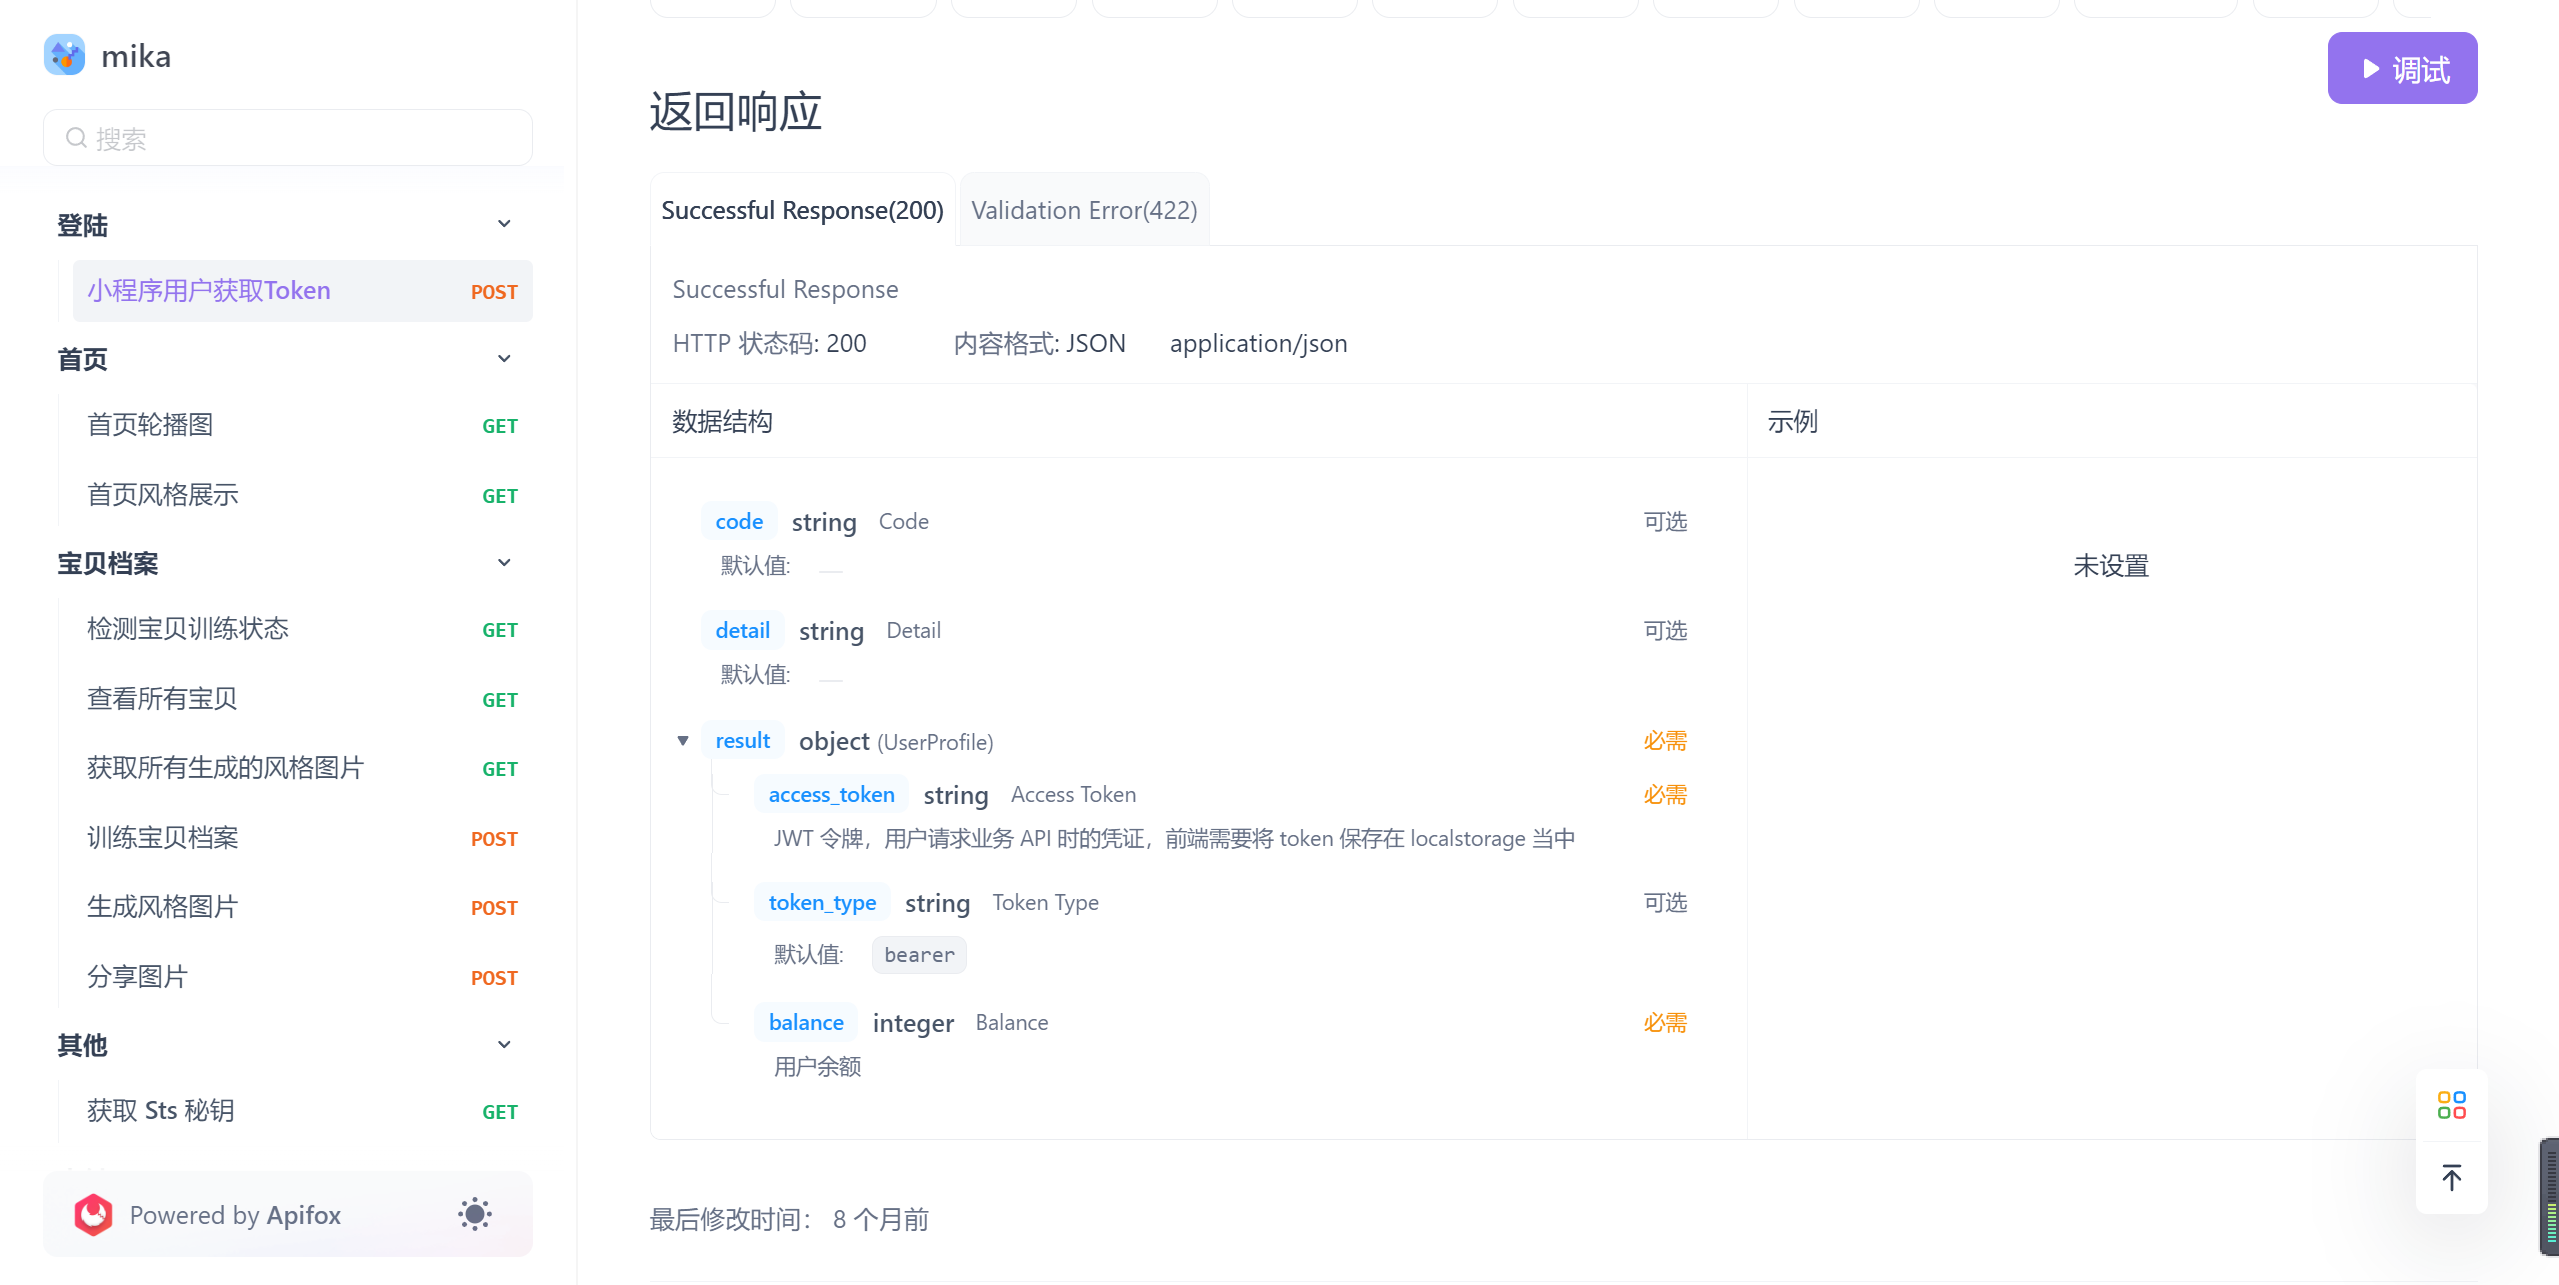 mika
搜索
登陆
小程序用户获取Token POST
首页
首页轮播图 GET
首页风格展示 GET
宝贝档案
检测宝贝训练状态 GET
查看所有宝贝 GET
获取所有生成的风格图片 GET
训练宝贝档案 POST
生成风格图片 POST
分享图片 POST
其他
获取 Sts 秘钥 GET
Powered by Apifox
调试
返回响应
Successful Response(200) Validation Error(422)
Successful Response
HTTP 状态码: 200 内容格式: JSON application/json
数据结构 示例
code string Code 可选
默认值:
未设置
detail string Detail 可选
默认值:
result object (UserProfile) 必需
access_token string Access Token 必需
JWT 令牌，用户请求业务 API 时的凭证，前端需要将 token 保存在 localstorage 当中
token_type string Token Type 可选
默认值: bearer
balance integer Balance 必需
用户余额
最后修改时间： 8 个月前